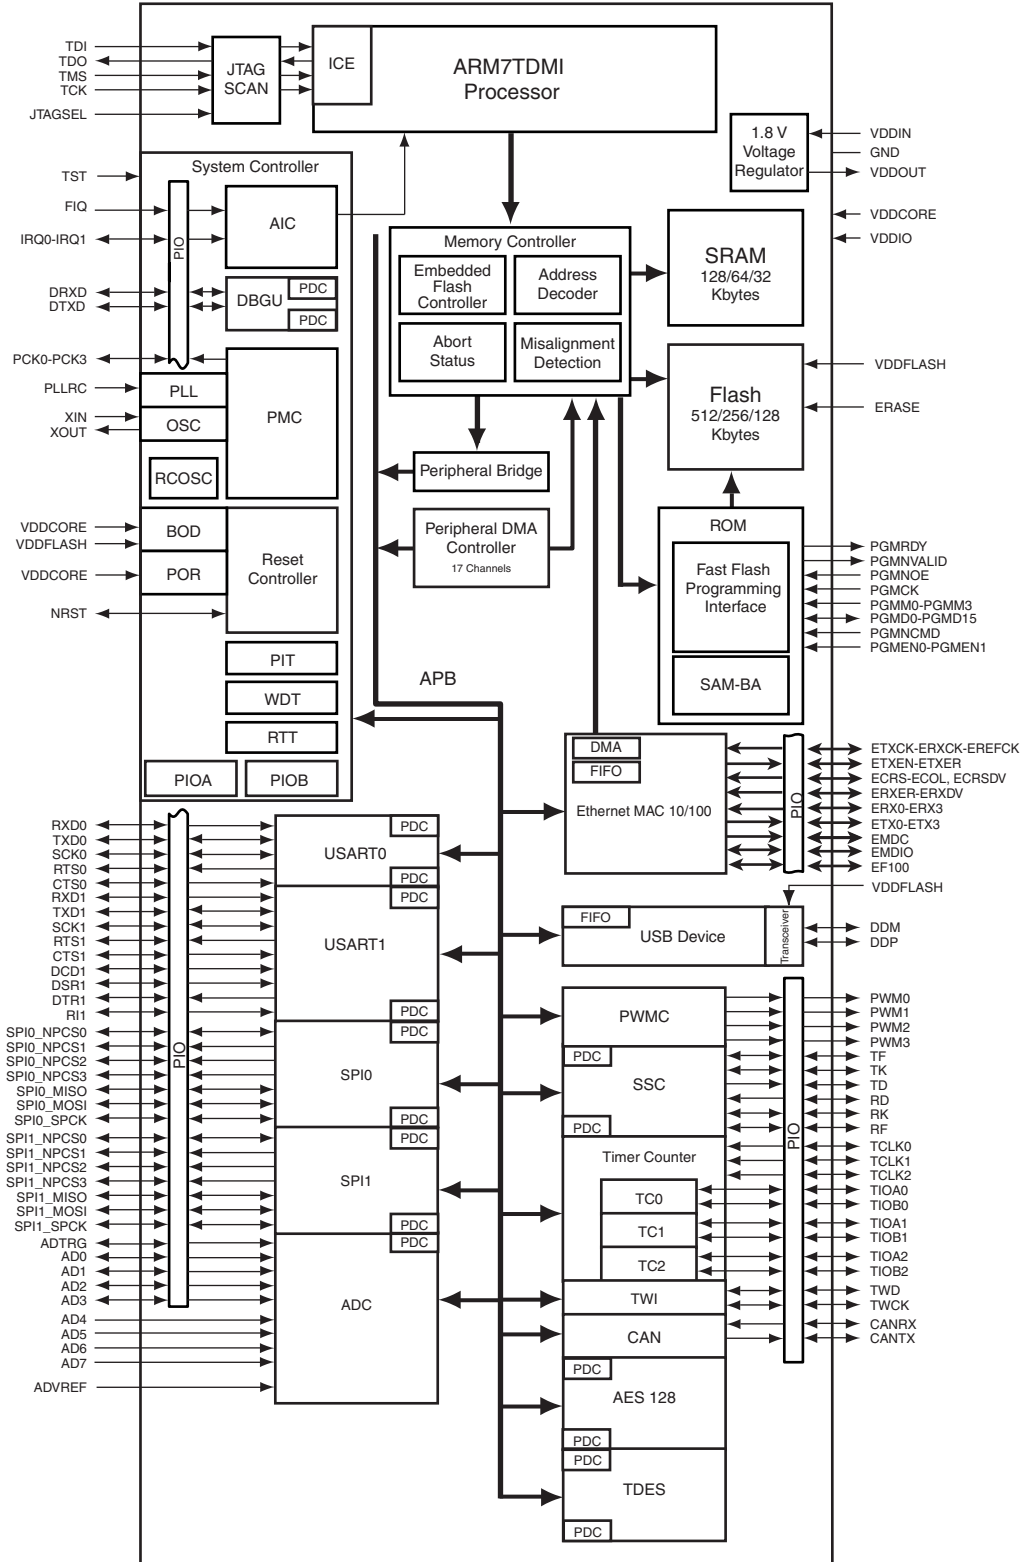 TDI
TDO
TMS
TCK
JTAGSEL
JTAG
SCAN
ICE
ARM7TDMI
Processor
1.8 V
Voltage
Regulator
VDDIN
GND
VDDOUT
VDDCORE
VDDIO
System Controller
TST
FIQ
IRQ0-IRQ1
PIO
AIC
DRXD
DTXD
DBGU
PDC
PDC
PCK0-PCK3
PLLRC
PLL
XIN
XOUT
OSC
PMC
RCOSC
VDDCORE
VDDFLASH
BOD
VDDCORE
POR
Reset
Controller
NRST
PIT
WDT
RTT
PIOA
PIOB
Memory Controller
Embedded
Flash
Controller
Address
Decoder
Abort
Status
Misalignment
Detection
SRAM
128/64/32
Kbytes
Flash
512/256/128
Kbytes
VDDFLASH
ERASE
Peripheral Bridge
Peripheral DMA
Controller
17 Channels
ROM
Fast Flash
Programming
Interface
SAM-BA
PGMRDY
PGMNVALID
PGMNOE
PGMCK
PGMM0-PGMM3
PGMD0-PGMD15
PGMNCMD
PGMEN0-PGMEN1
APB
DMA
FIFO
Ethernet MAC 10/100
PIO
ETXCK-ERXCK-EREFCK
ETXEN-ETXER
ECRS-ECOL, ECRSDV
ERXER-ERXDV
ERX0-ERX3
ETX0-ETX3
EMDC
EMDIO
EF100
VDDFLASH
FIFO
USB Device
Transceiver
DDM
DDP
RXD0
TXD0
SCK0
RTS0
CTS0
RXD1
TXD1
SCK1
RTS1
CTS1
DCD1
DSR1
DTR1
RI1
SPI0_NPCS0
SPI0_NPCS1
SPI0_NPCS2
SPI0_NPCS3
SPI0_MISO
SPI0_MOSI
SPI0_SPCK
SPI1_NPCS0
SPI1_NPCS1
SPI1_NPCS2
SPI1_NPCS3
SPI1_MISO
SPI1_MOSI
SPI1_SPCK
ADTRG
AD0
AD1
AD2
AD3
AD4
AD5
AD6
AD7
ADVREF
PIO
PDC
USART0
PDC
PDC
USART1
PDC
PDC
SPI0
PDC
PDC
SPI1
PDC
PDC
ADC
PWMC
PDC
SSC
PDC
Timer Counter
TC0
TC1
TC2
TWI
CAN
PDC
AES 128
PDC
PDC
TDES
PDC
PIO
PWM0
PWM1
PWM2
PWM3
TF
TK
TD
RD
RK
RF
TCLK0
TCLK1
TCLK2
TIOA0
TIOB0
TIOA1
TIOB1
TIOA2
TIOB2
TWD
TWCK
CANRX
CANTX